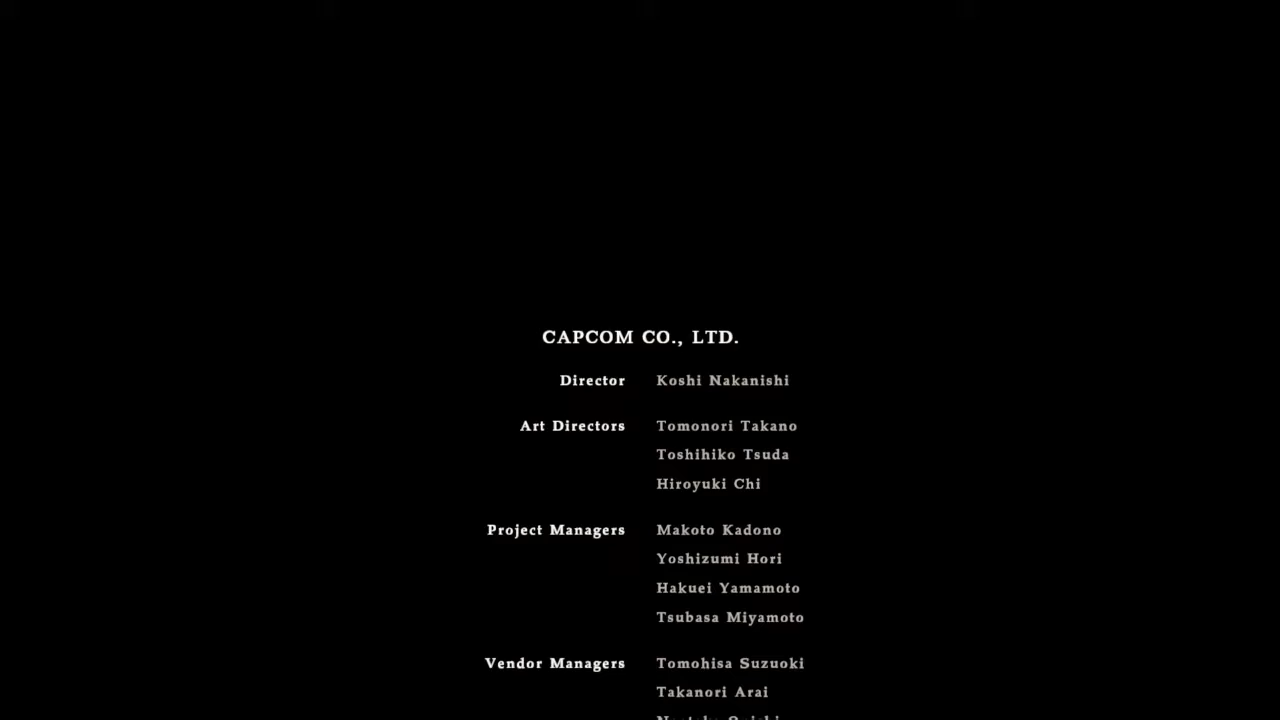 CAPCOM CO., LTD.
Director Koshi Nakanishi
Art Directors Tomonori Takano
Toshihiko Tsuda
Hiroyuki Chi
Project Managers Makoto Kadono
Yoshizumi Hori
Hakuei Yamamoto
Tsubasa Miyamoto
Vendor Managers Tomohisa Suzuoki
Takanori Arai